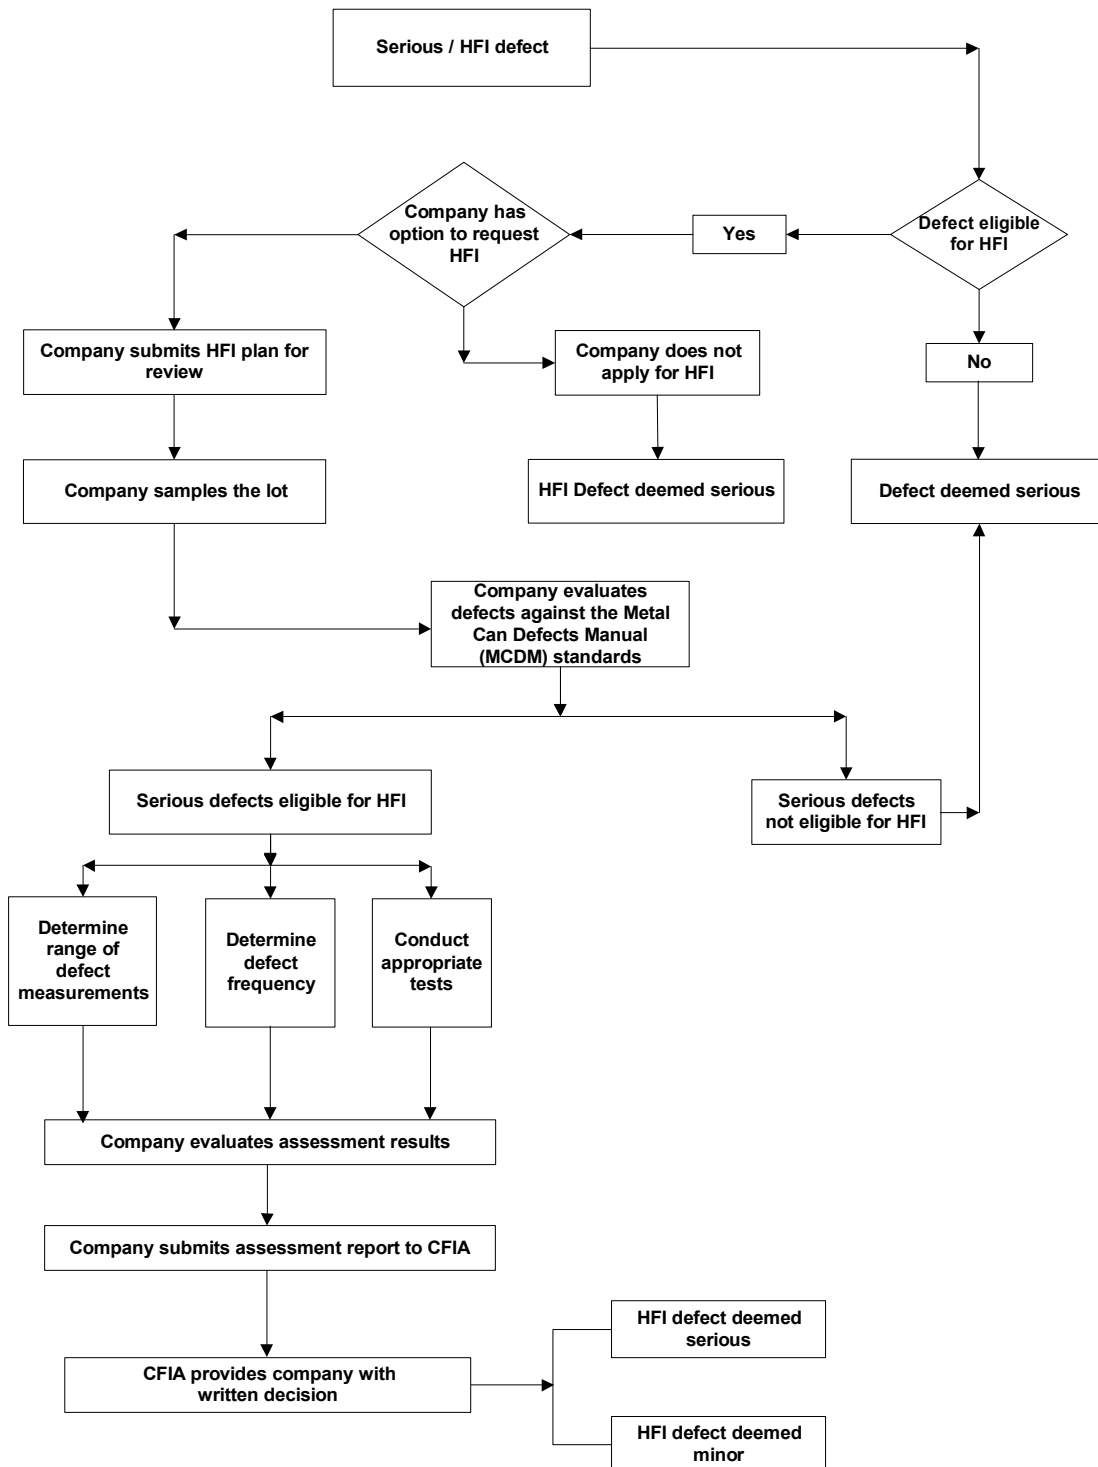 Serious / HFI defect
Company has
option to request
HFI
Yes
Defect eligible
for HFI
Company submits HFI plan for
review
Company does not
apply for HFI
No
Company samples the lot
HFI Defect deemed serious
Defect deemed serious
Company evaluates
defects against the Metal
Can Defects Manual
(MCDM) standards
Serious defects eligible for HFI
Serious defects
not eligible for HFI
Determine
range of
defect
measurements
Determine
defect
frequency
Conduct
appropriate
tests
Company evaluates assessment results
Company submits assessment report to CFIA
HFI defect deemed
serious
CFIA provides company with
written decision
HFI defect deemed
minor